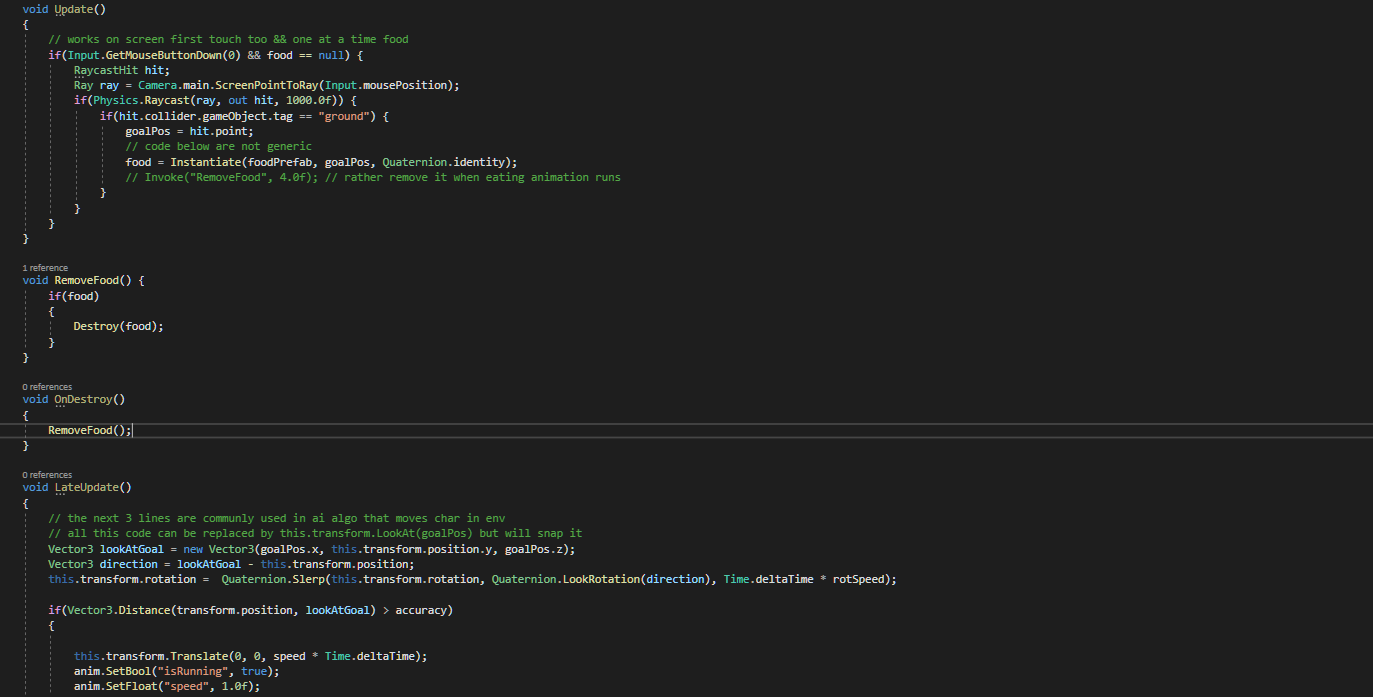 void Update()
{
// works on screen first touch too && one at a time food
if(Input.GetMouseButtonDown(0) && food == null) {
RaycastHit hit;
Ray ray = Camera.main.ScreenPointToRay(Input.mousePosition);
if(Physics.Raycast(ray, out hit, 1000.0f)) {
if(hit.collider.gameObject.tag == "ground") {
goalPos = hit.point;
// code below are not generic
food = Instantiate(foodPrefab, goalPos, Quaternion.identity);
// Invoke("RemoveFood", 4.0f); // rather remove it when eating animation runs
}
}
}
}
1 reference
void RemoveFood() {
if(food)
{
Destroy(food);
}
}
0 references
void OnDestroy()
{
RemoveFood();
}
0 references
void LateUpdate()
{
// the next 3 lines are communly used in ai algo that moves char in env
// all this code can be replaced by this.transform.LookAt(goalPos) but will snap it
Vector3 lookAtGoal = new Vector3(goalPos.x, this.transform.position.y, goalPos.z);
Vector3 direction = lookAtGoal - this.transform.position;
this.transform.rotation =  Quaternion.Slerp(this.transform.rotation, Quaternion.LookRotation(direction), Time.deltaTime * rotSpeed);
if(Vector3.Distance(transform.position, lookAtGoal) > accuracy)
{
this.transform.Translate(0, 0, speed * Time.deltaTime);
anim.SetBool("isRunning", true);
anim.SetFloat("speed", 1.0f);